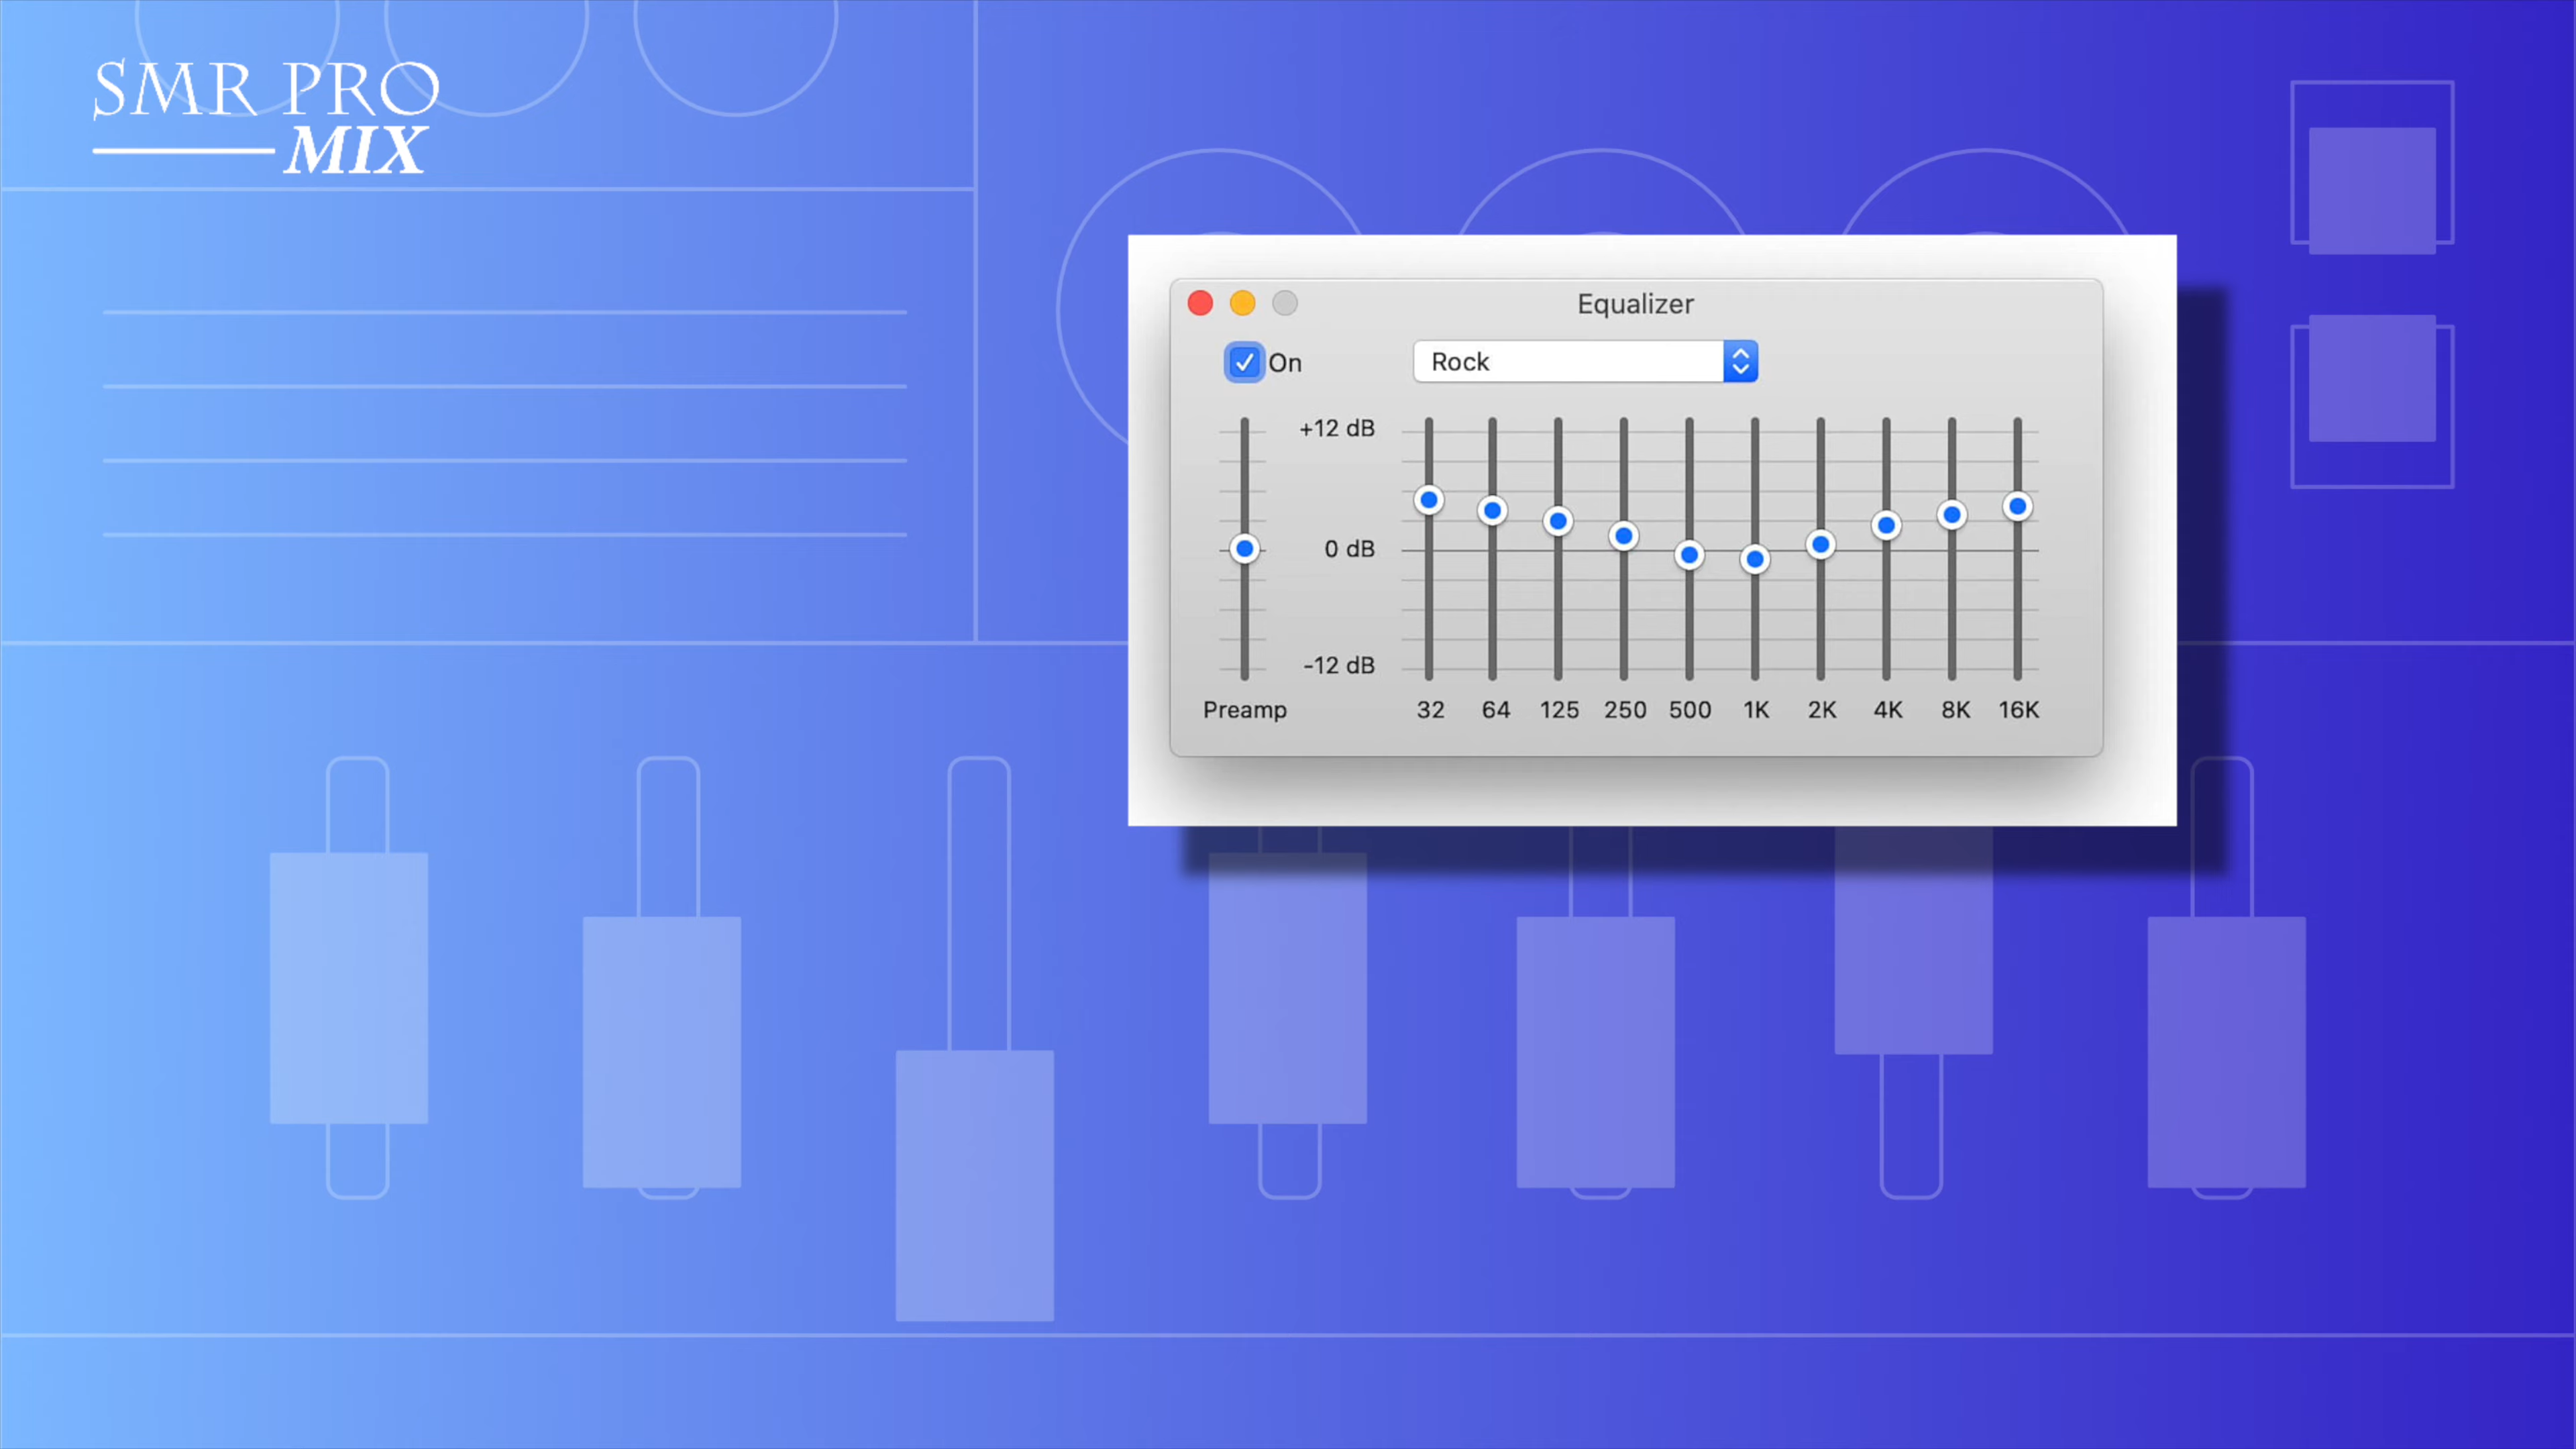 SMR PRO
MIX
Equalizer
On
Rock
+12 dB
0 dB
-12 dB
Preamp
32 64 125 250 500 1K 2K 4K 8K 16K